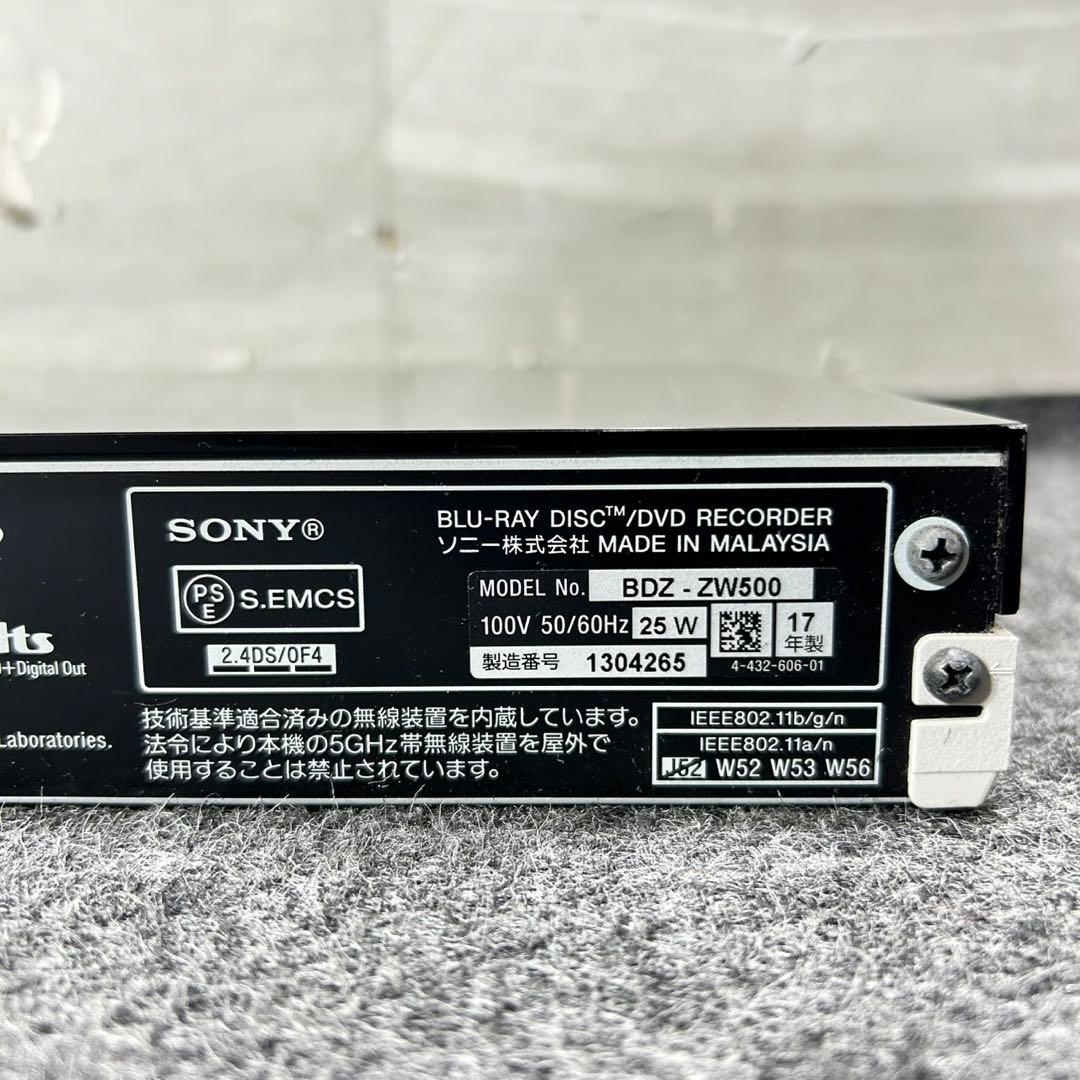 SONY®
BLU-RAY DISC™/DVD RECORDER
ソニー株式会社 MADE IN MALAYSIA
PSE S.EMCS
MODEL No. BDZ - ZW500
100V 50/60Hz 25 W
17年製
2.4DS/OF4
製造番号 1304265
4-432-606-01
+Digital Out
Laboratories.
技術基準適合済みの無線装置を内蔵しています。
法令により本機の5GHz帯無線装置を屋外で
使用することは禁止されています。
IEEE802.11b/g/n
IEEE802.11a/n
J52 W52 W53 W56